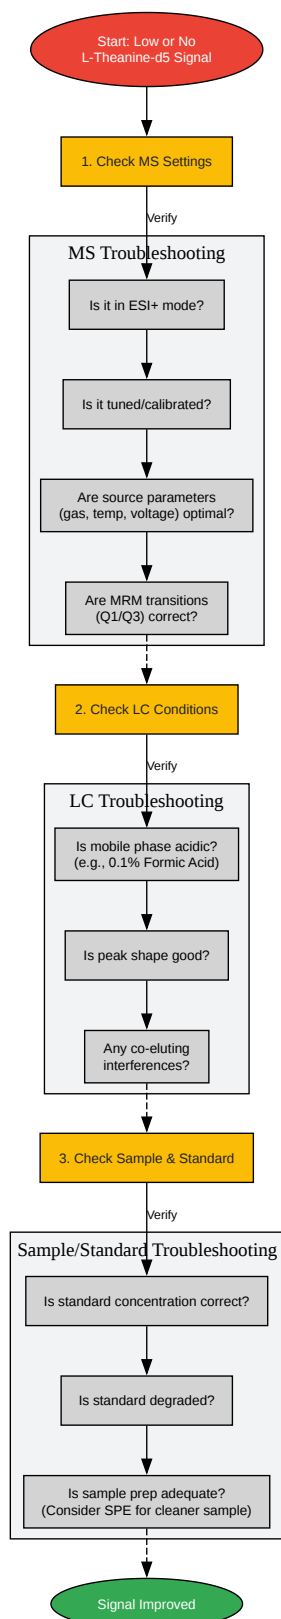 Start: Low or No
L-Theanine-d5 Signal
1. Check MS Settings
Verify
MS Troubleshooting
Is it in ESI+ mode?
Is it tuned/calibrated?
Are source parameters
(gas, temp, voltage) optimal?
Are MRM transitions
(Q1/Q3) correct?
2. Check LC Conditions
Verify
LC Troubleshooting
Is mobile phase acidic?
(e.g., 0.1% Formic Acid)
Is peak shape good?
Any co-eluting
interferences?
3. Check Sample & Standard
Verify
Sample/Standard Troubleshooting
Is standard concentration correct?
Is standard degraded?
Is sample prep adequate?
(Consider SPE for cleaner sample)
Signal Improved